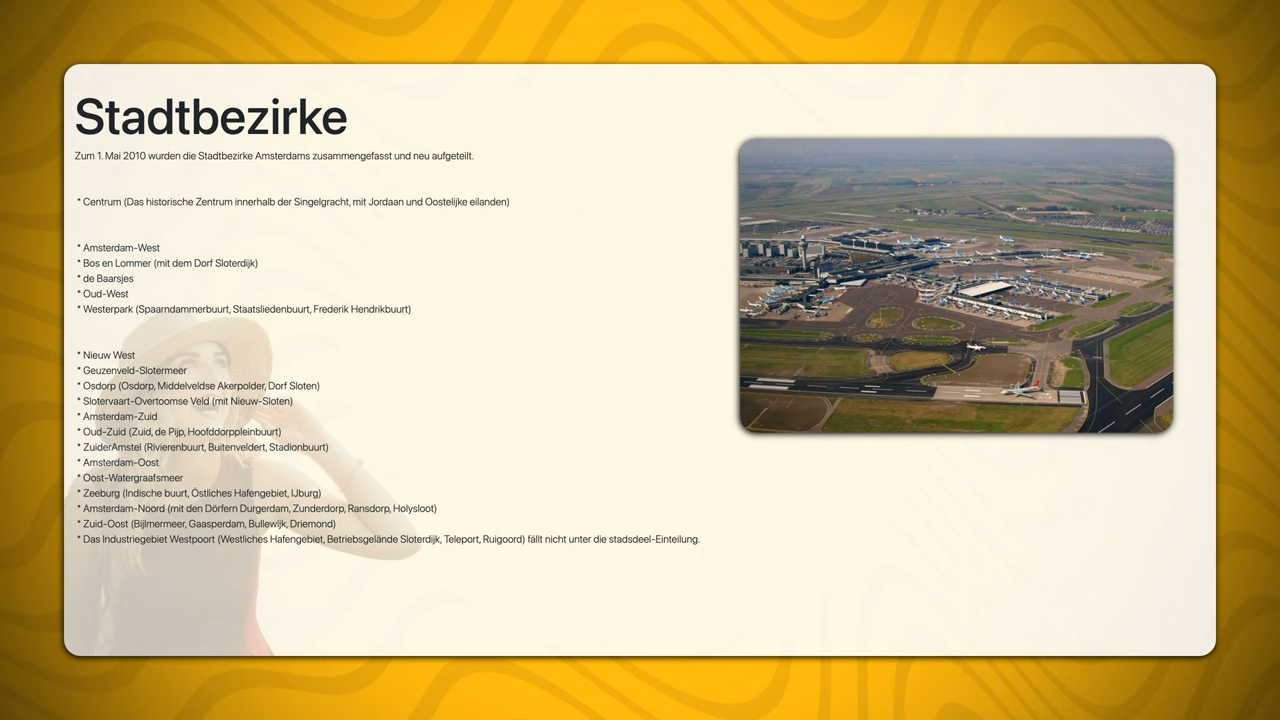 Stadtbezirke
Zum 1. Mai 2010 wurden die Stadtbezirke Amsterdams zusammengefasst und neu aufgeteilt.
* Centrum (Das historische Zentrum innerhalb der Singelgracht, mit Jordaan und Oostelijke eilanden)
* Amsterdam-West
* Bos en Lommer (mit dem Dorf Sloterdijk)
* de Baarsjes
* Oud-West
* Westerpark (Spaarndammerbuurt, Staatsliedenbuurt, Frederik Hendrikbuurt)
* Nieuw West
* Geuzenveld-Slotermeer
* Osdorp (Osdorp, Middelveldse Akerpolder, Dorf Sloten)
* Slotervaart-Overtoomse Veld (mit Nieuw-Sloten)
* Amsterdam-Zuid
* Oud-Zuid (Zuid, de Pijp, Hoofddorppleinbuurt)
* ZuiderAmstel (Rivierenbuurt, Buitenveldert, Stadionbuurt)
* Amsterdam-Oost
* Oost-Watergraafsmeer
* Zeeburg (Indische buurt, Östliches Hafengebiet, IJburg)
* Amsterdam-Noord (mit den Dörfern Durgerdam, Zunderdorp, Ransdorp, Holysloot)
* Zuid-Oost (Bijlmermeer, Gaasperdam, Bullewijk, Driemond)
* Das Industriegebiet Westpoort (Westliches Hafengebiet, Betriebsgelände Sloterdijk, Teleport, Ruigoord) fällt nicht unter die stadsdeel-Einteilung.